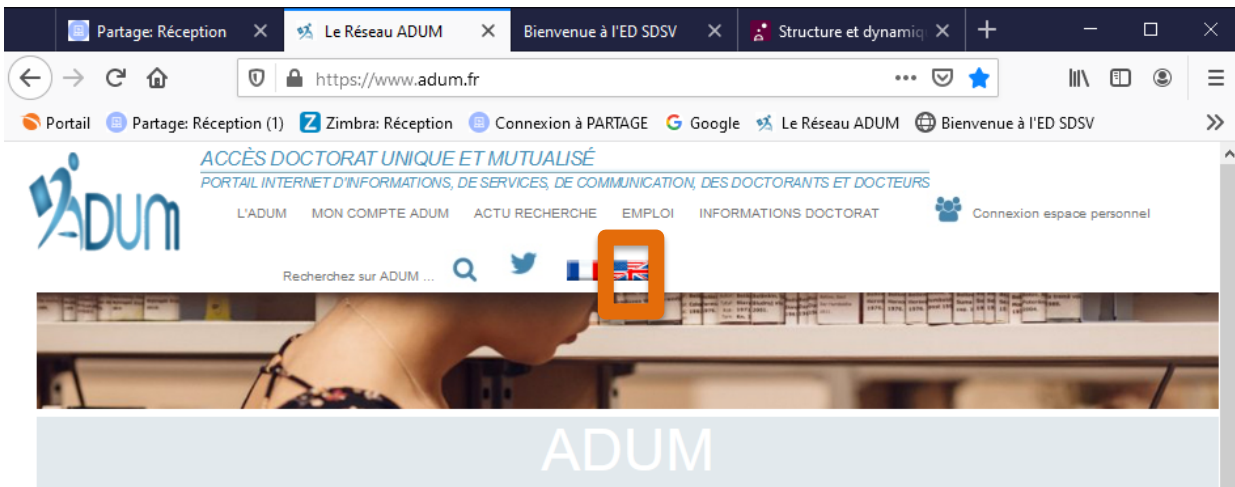 Partage: Réception
Le Réseau ADUM
Bienvenue à l'ED SDSV
Structure et dynamiq
https://www.adum.fr
Portail
Partage: Réception (1)
Z Zimbra: Réception
Connexion à PARTAGE
G Google
Le Réseau ADUM
Bienvenue à l'ED SDSV
ADUM
ACCÈS DOCTORAT UNIQUE ET MUTUALISÉ
PORTAIL INTERNET D'INFORMATIONS, DE SERVICES, DE COMMUNICATION, DES DOCTORANTS ET DOCTEURS
L'ADUM
MON COMPTE ADUM
ACTU RECHERCHE
EMPLOI
INFORMATIONS DOCTORAT
Connexion espace personnel
Recherchez sur ADUM ...
ADUM